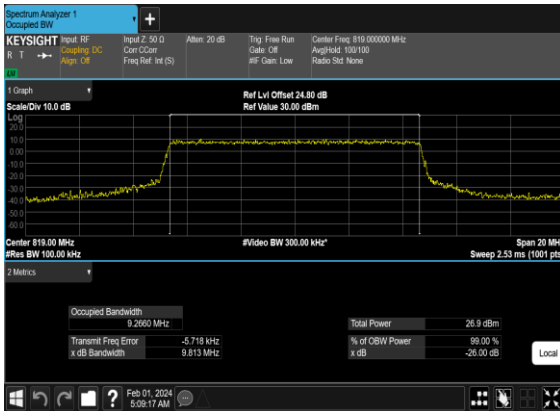 Spectrum Analyzer 1
Occupied BW
KEYSIGHT
R T
LW
Input: RF
Coupling: DC
Align: Off
Input Z: 50 Ω
Corr CCorr
Freq Ref: Int (S)
Atten: 20 dB
Trig: Free Run
Gate: Off
#IF Gain: Low
Center Freq: 819.000000 MHz
Avg|Hold: 100/100
Radio Std: None
1 Graph
Scale/Div 10.0 dB
Ref Lvl Offset 24.80 dB
Ref Value 30.00 dBm
Log
20.0
10.0
0.00
-10.0
-20.0
-30.0
-40.0
-50.0
-60.0
Center 819.00 MHz
#Video BW 300.00 kHz*
Span 20 MH
#Res BW 100.00 kHz
Sweep 2.53 ms (1001 pts
2 Metrics
Occupied Bandwidth
9.2660 MHz
Total Power
26.9 dBm
Transmit Freq Error
-5.718 kHz
% of OBW Power
99.00 %
x dB Bandwidth
9.813 MHz
x dB
-26.00 dB
Local
Feb 01, 2024
5:09:17 AM